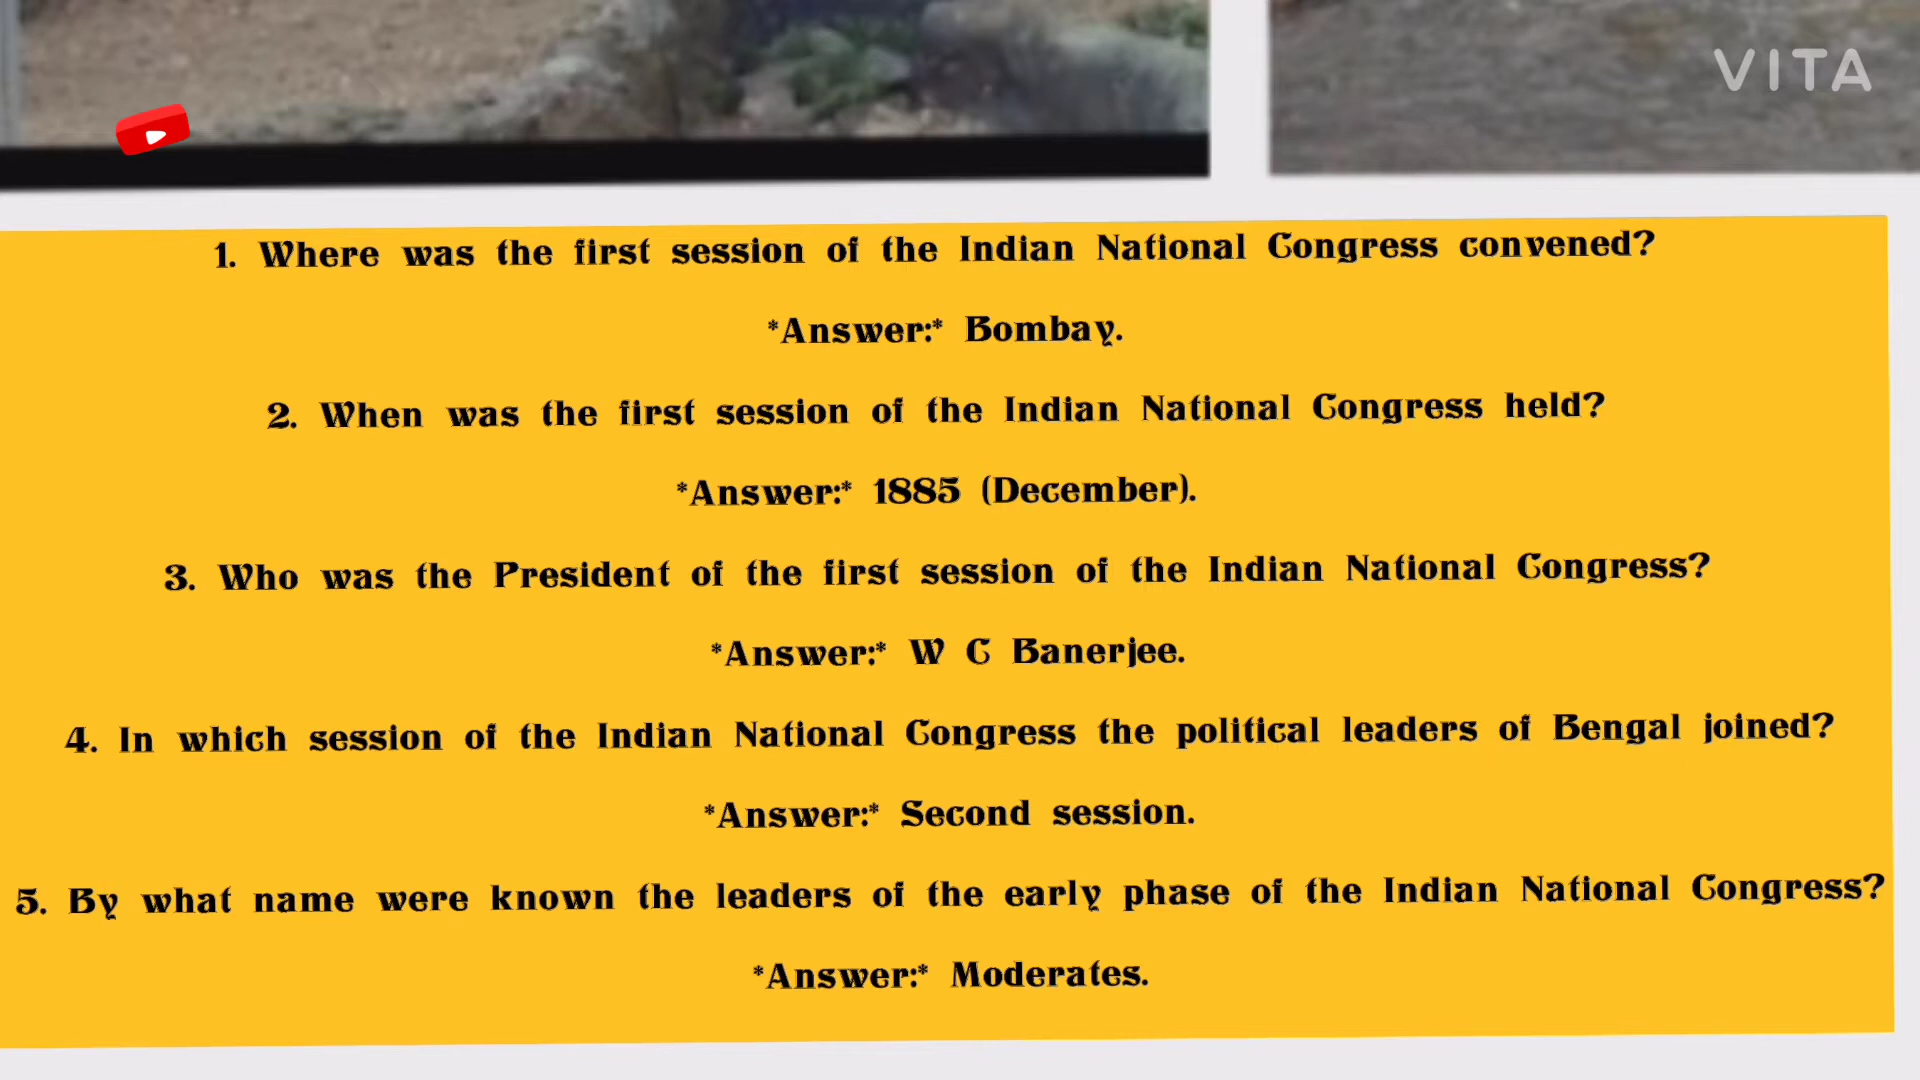 VITA
1. Where was the first session of the Indian National Congress convened?
*Answer:* Bombay.
2. When was the first session of the Indian National Congress held?
*Answer:* 1885 (December).
3. Who was the President of the first session of the Indian National Congress?
*Answer:* W C Banerjee.
4. In which session of the Indian National Congress the political leaders of Bengal joined?
*Answer:* Second session.
5. By what name were known the leaders of the early phase of the Indian National Congress?
*Answer:* Moderates.